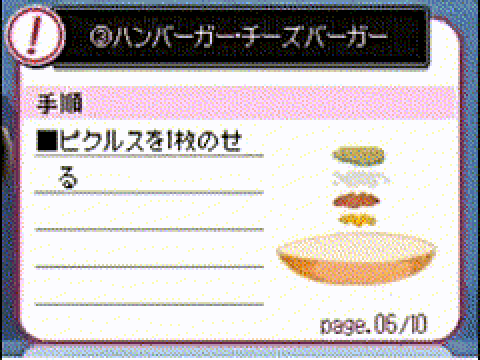 !
③ハンバーガー・チーズバーガー
手順
■ピクルスを1枚のせ
る
page.06/10